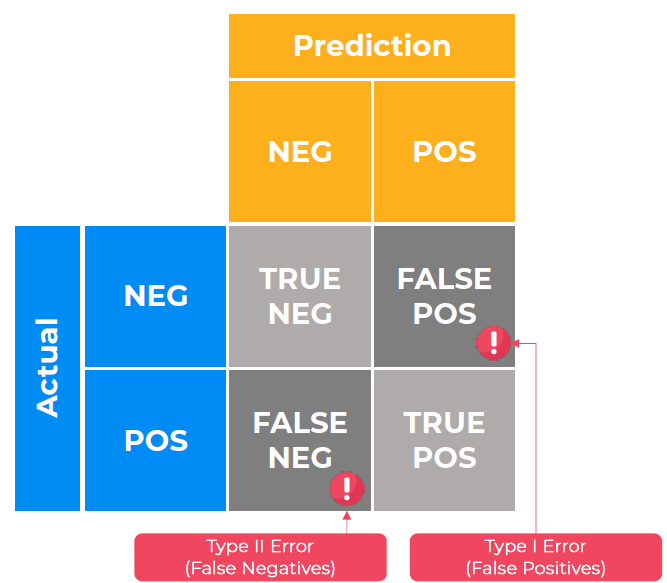 Prediction
NEG
POS
Actual
NEG
TRUE
NEG
FALSE
POS
POS
FALSE
NEG
TRUE
POS
Type II Error
(False Negatives)
Type I Error
(False Positives)